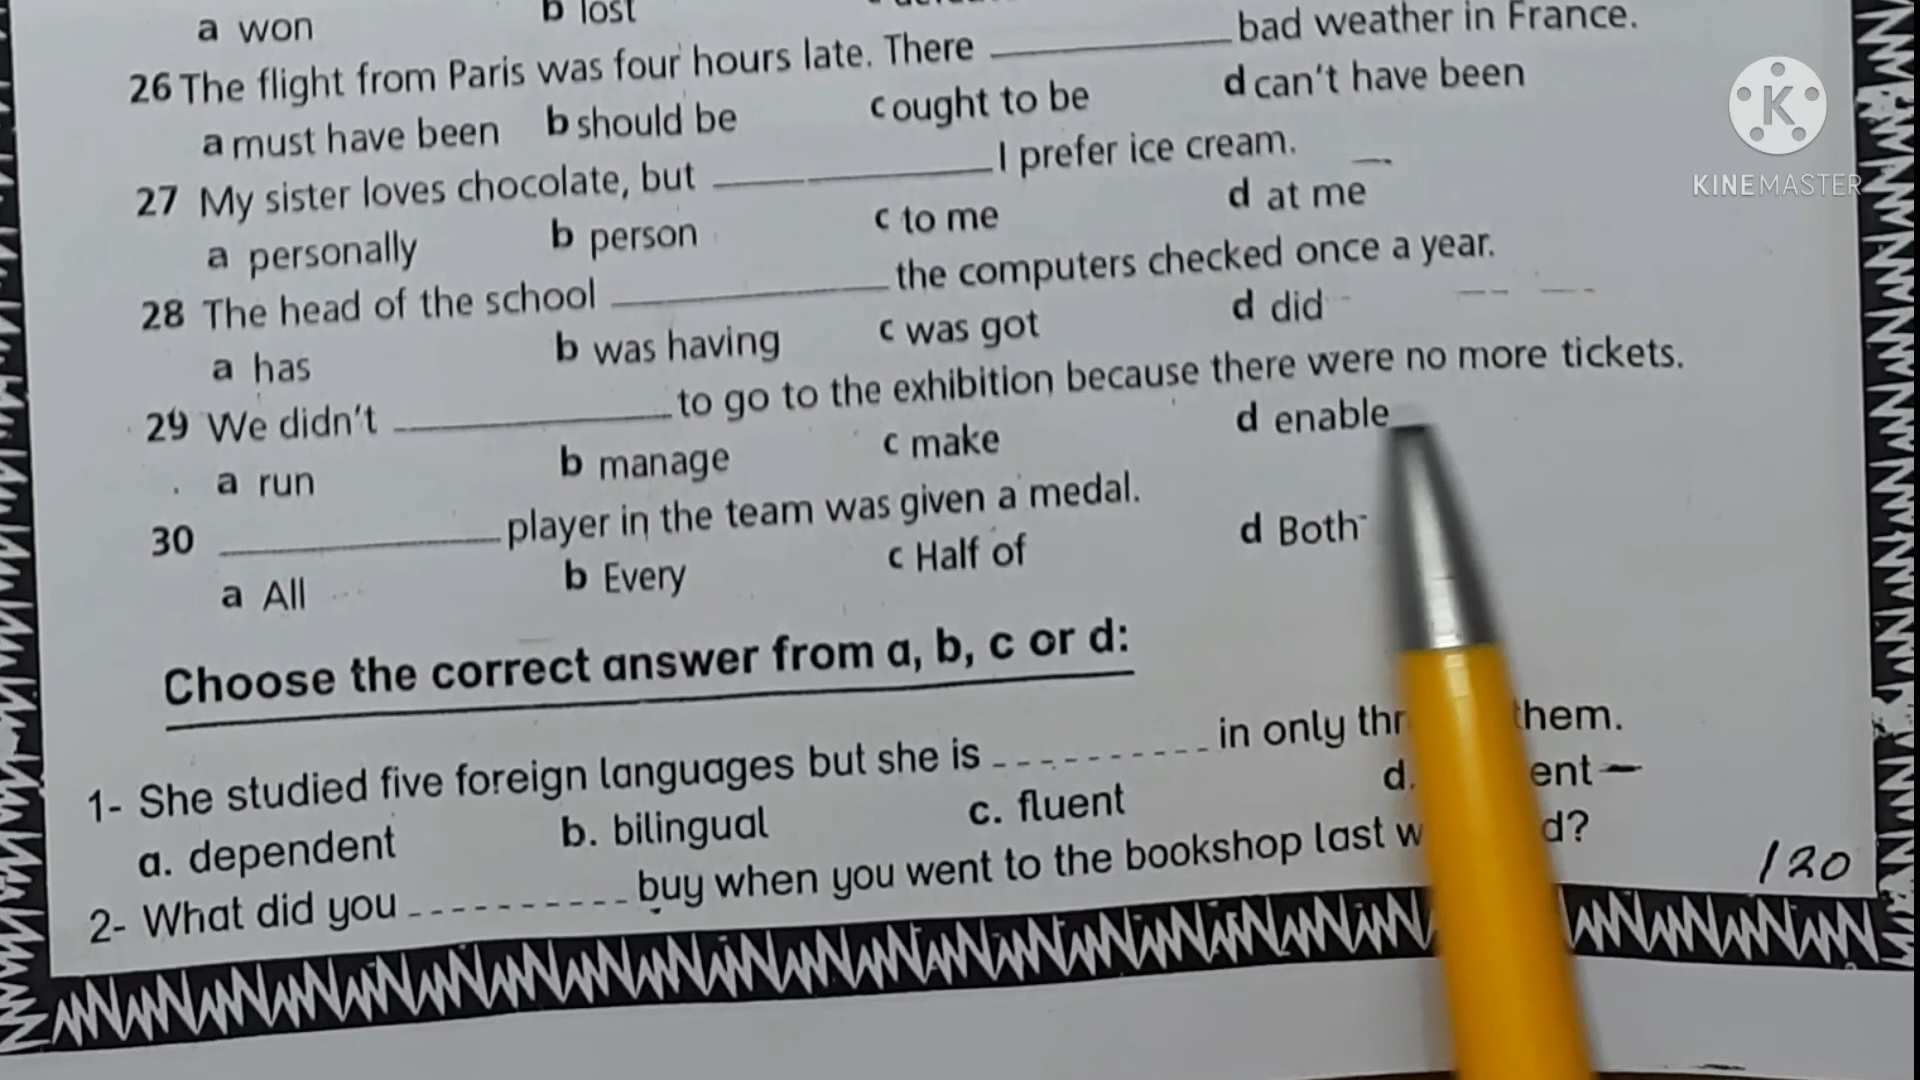 a won b lost
26 The flight from Paris was four hours late. There __________ bad weather in France.
a must have been b should be c ought to be d can't have been
27 My sister loves chocolate, but __________ I prefer ice cream.
a personally b person c to me d at me
28 The head of the school __________ the computers checked once a year.
a has b was having c was got d did
29 We didn't __________ to go to the exhibition because there were no more tickets.
a run b manage c make d enable
30 __________ player in the team was given a medal.
a All b Every c Half of d Both
Choose the correct answer from a, b, c or d:
1- She studied five foreign languages but she is ---------- in only them.
a. dependent b. bilingual c. fluent d.
2- What did you ---------- buy when you went to the bookshop last
120
K
KINEMASTER